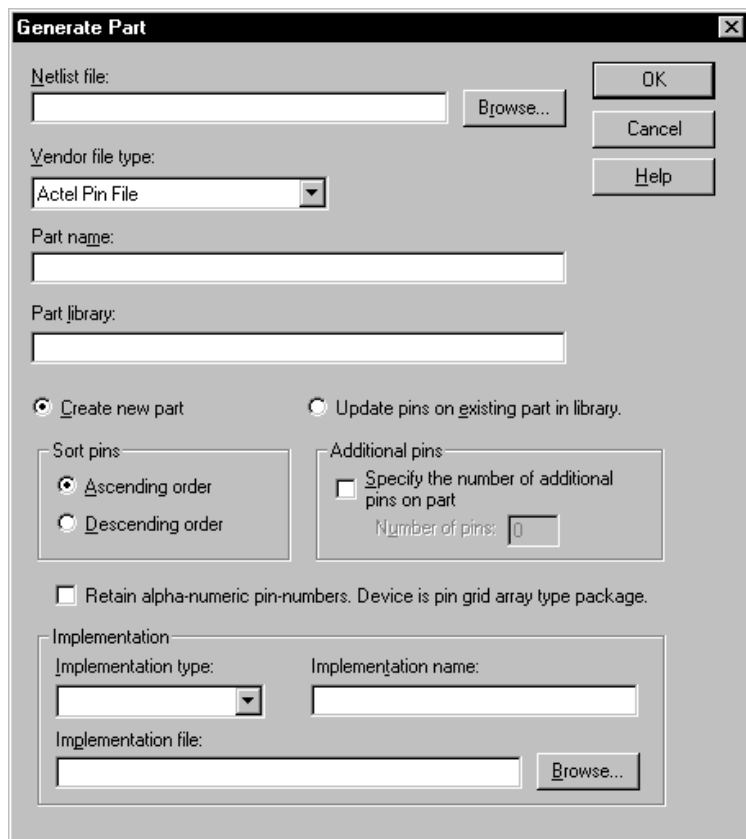 Generate Part
Netlist file:
Browse...
OK
Cancel
Help
Vendor file type:
Actel Pin File
Part name:
Part library:
Create new part
Update pins on existing part in library.
Sort pins
Ascending order
Descending order
Additional pins
Specify the number of additional
pins on part
Number of pins: 0
Retain alpha-numeric pin-numbers. Device is pin grid array type package.
Implementation
Implementation type:
Implementation name:
Implementation file:
Browse...